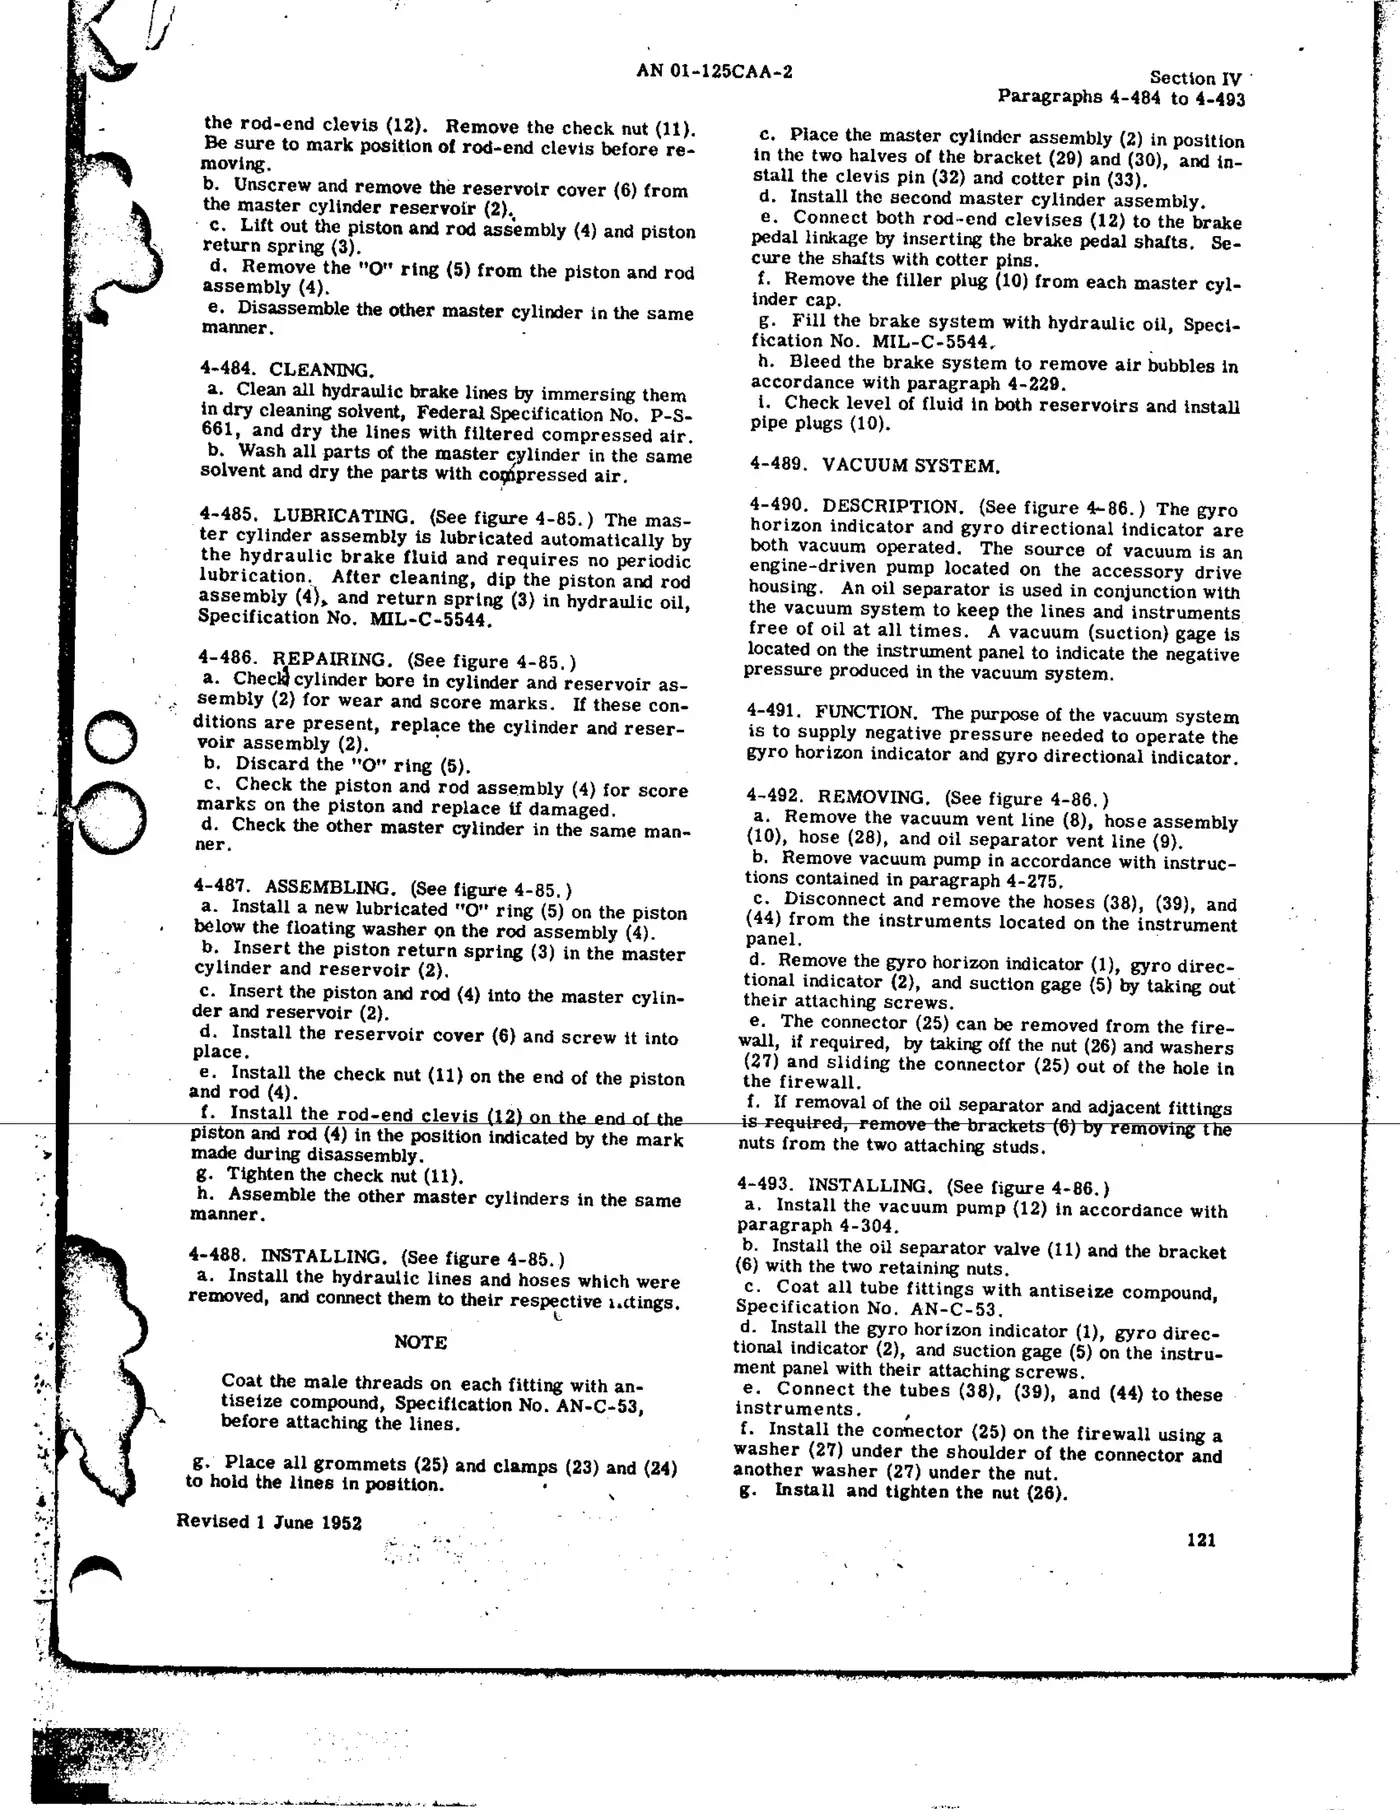 AN 01-125CAA-2
Section IV
Paragraphs 4-484 to 4-493
the rod-end clevis (12). Remove the check nut (11).
Be sure to mark position of rod-end clevis before re-
moving.
b. Unscrew and remove the reservoir cover (6) from
the master cylinder reservoir (2).
c. Lift out the piston and rod assembly (4) and piston
return spring (3).
d. Remove the "O" ring (5) from the piston and rod
assembly (4).
e. Disassemble the other master cylinder in the same
manner.
4-484. CLEANING.
a. Clean all hydraulic brake lines by immersing them
in dry cleaning solvent, Federal Specification No. P-S-
661, and dry the lines with filtered compressed air.
b. Wash all parts of the master cylinder in the same
solvent and dry the parts with compressed air.
4-485. LUBRICATING. (See figure 4-85.) The mas-
ter cylinder assembly is lubricated automatically by
the hydraulic brake fluid and requires no periodic
lubrication. After cleaning, dip the piston and rod
assembly (4), and return spring (3) in hydraulic oil,
Specification No. MIL-C-5544.
4-486. REPAIRING. (See figure 4-85.)
a. Check cylinder bore in cylinder and reservoir as-
sembly (2) for wear and score marks. If these con-
ditions are present, replace the cylinder and reser-
voir assembly (2).
b. Discard the "O" ring (5).
c. Check the piston and rod assembly (4) for score
marks on the piston and replace if damaged.
d. Check the other master cylinder in the same man-
ner.
4-487. ASSEMBLING. (See figure 4-85.)
a. Install a new lubricated "O" ring (5) on the piston
below the floating washer on the rod assembly (4).
b. Insert the piston return spring (3) in the master
cylinder and reservoir (2).
c. Insert the piston and rod (4) into the master cylin-
der and reservoir (2).
d. Install the reservoir cover (6) and screw it into
place.
e. Install the check nut (11) on the end of the piston
and rod (4).
f. Install the rod-end clevis (12) on the end of the
piston and rod (4) in the position indicated by the mark
made during disassembly.
g. Tighten the check nut (11).
h. Assemble the other master cylinders in the same
manner.
4-488. INSTALLING. (See figure 4-85.)
a. Install the hydraulic lines and hoses which were
removed, and connect them to their respective
NOTE
Coat the male threads on each fitting with an-
tiseize compound, Specification No. AN-C-53,
before attaching the lines.
g. Place all grommets (25) and clamps (23) and (24)
to hold the lines in position.
Revised 1 June 1952
c. Place the master cylinder assembly (2) in position
in the two halves of the bracket (29) and (30), and in-
stall the clevis pin (32) and cotter pin (33).
d. Install the second master cylinder assembly.
e. Connect both rod-end clevises (12) to the brake
pedal linkage by inserting the brake pedal shafts. Se-
cure the shafts with cotter pins.
f. Remove the filler plug (10) from each master cyl-
inder cap.
g. Fill the brake system with hydraulic oil, Speci-
fication No. MIL-C-5544.
h. Bleed the brake system to remove air bubbles in
accordance with paragraph 4-229.
i. Check level of fluid in both reservoirs and install
pipe plugs (10).
4-489. VACUUM SYSTEM.
4-490. DESCRIPTION. (See figure 4-86.) The gyro
horizon indicator and gyro directional indicator are
both vacuum operated. The source of vacuum is an
engine-driven pump located on the accessory drive
housing. An oil separator is used in conjunction with
the vacuum system to keep the lines and instruments
free of oil at all times. A vacuum (suction) gage is
located on the instrument panel to indicate the negative
pressure produced in the vacuum system.
4-491. FUNCTION. The purpose of the vacuum system
is to supply negative pressure needed to operate the
gyro horizon indicator and gyro directional indicator.
4-492. REMOVING. (See figure 4-86.)
a. Remove the vacuum vent line (8), hose assembly
(10), hose (28), and oil separator vent line (9).
b. Remove vacuum pump in accordance with instruc-
tions contained in paragraph 4-275.
c. Disconnect and remove the hoses (38), (39), and
(44) from the instruments located on the instrument
panel.
d. Remove the gyro horizon indicator (1), gyro direc-
tional indicator (2), and suction gage (5) by taking out
their attaching screws.
e. The connector (25) can be removed from the fire-
wall, if required, by taking off the nut (26) and washers
(27) and sliding the connector (25) out of the hole in
the firewall.
f. If removal of the oil separator and adjacent fittings
is required, remove the brackets (6) by removing the
nuts from the two attaching studs.
4-493. INSTALLING. (See figure 4-86.)
a. Install the vacuum pump (12) in accordance with
paragraph 4-304.
b. Install the oil separator valve (11) and the bracket
(6) with the two retaining nuts.
c. Coat all tube fittings with antiseize compound,
Specification No. AN-C-53.
d. Install the gyro horizon indicator (1), gyro direc-
tional indicator (2), and suction gage (5) on the instru-
ment panel with their attaching screws.
e. Connect the tubes (38), (39), and (44) to these
instruments.
f. Install the connector (25) on the firewall using a
washer (27) under the shoulder of the connector and
another washer (27) under the nut.
g. Install and tighten the nut (26).
121